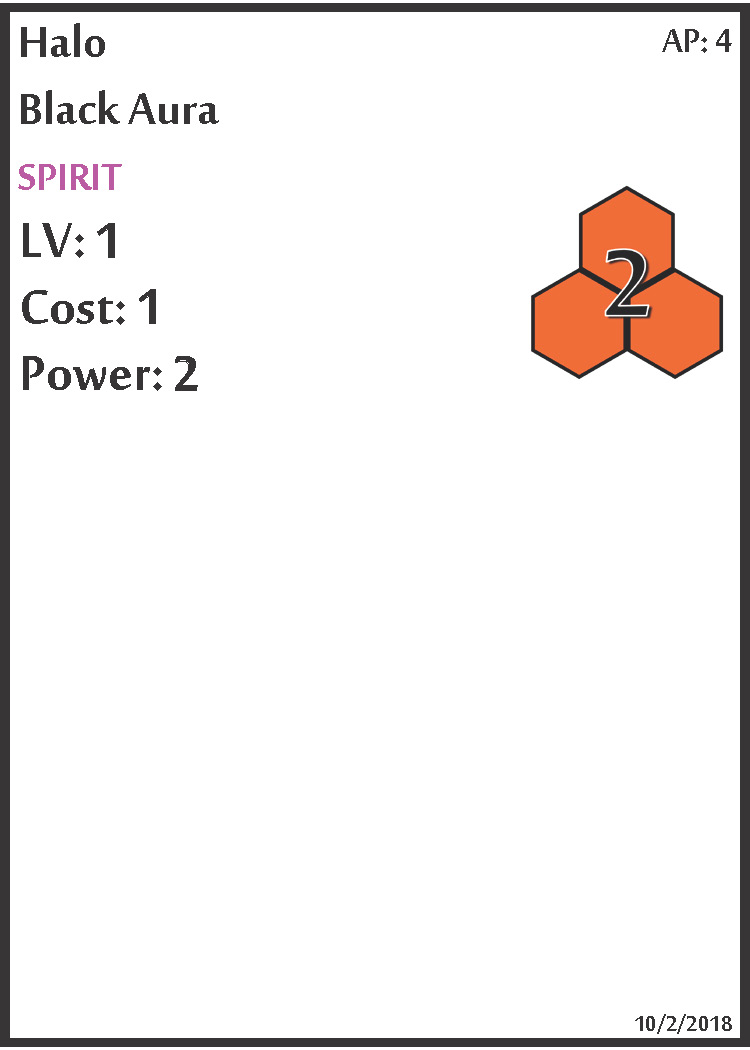 Halo
AP: 4
Black Aura
SPIRIT
LV: 1
Cost: 1
2
Power: 2
10/2/2018